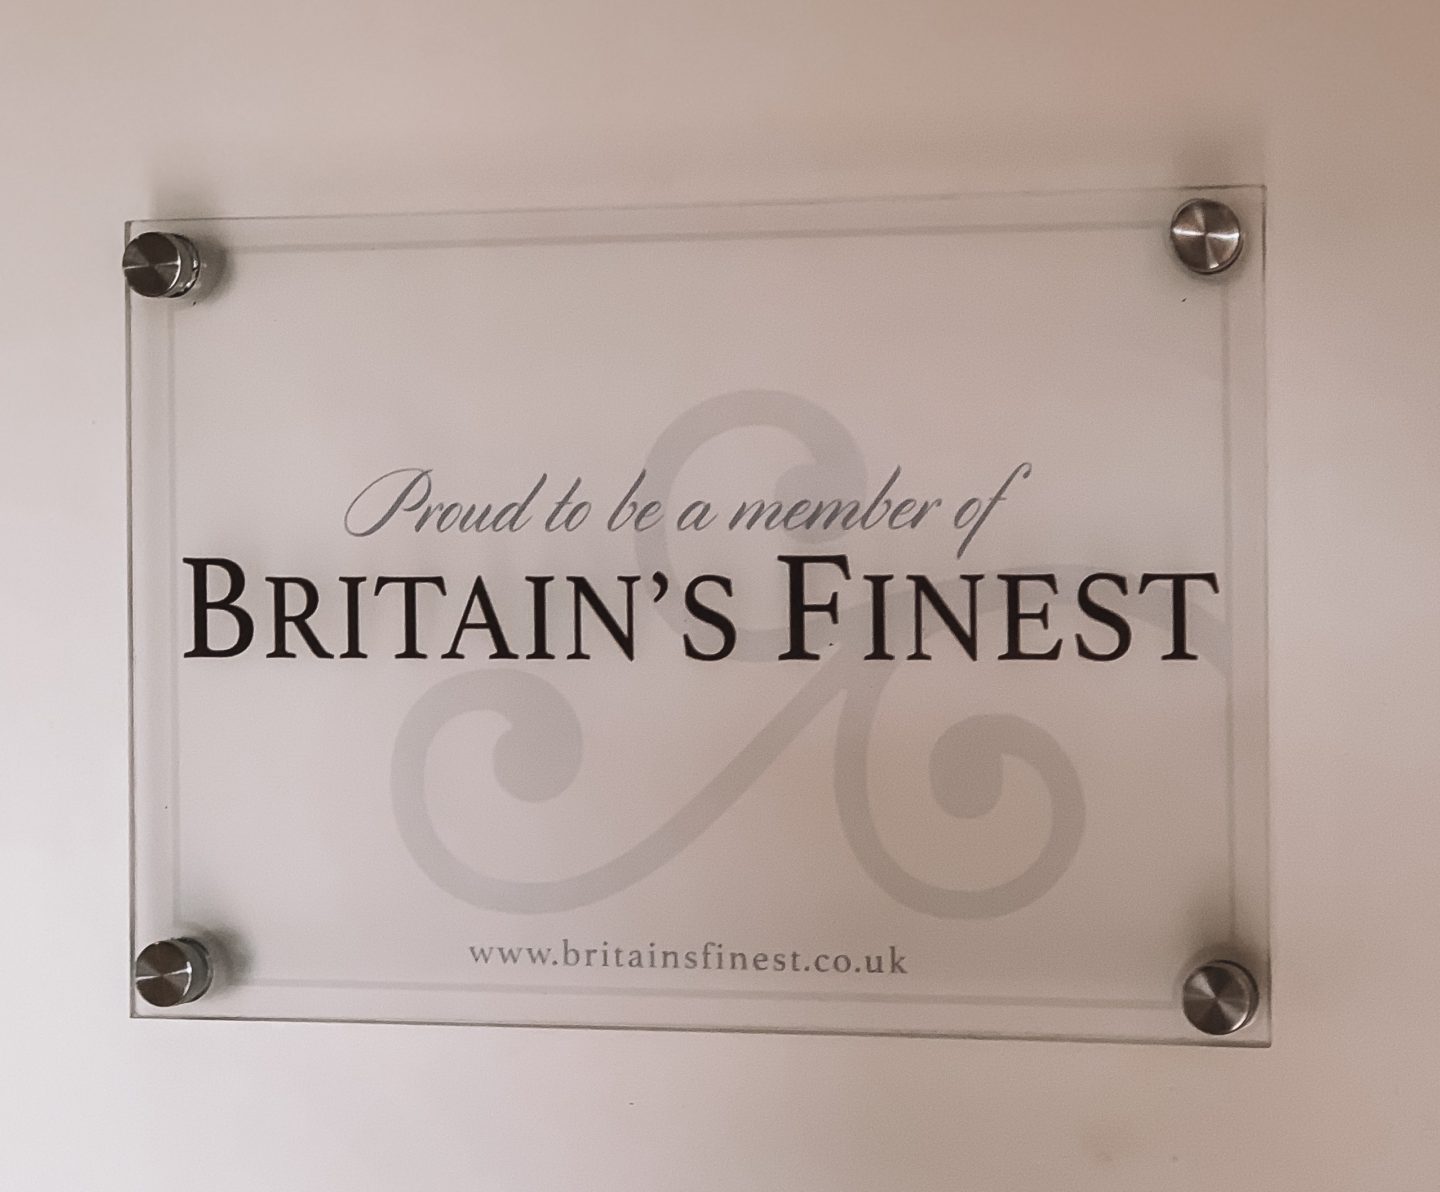 Proud to be a member of
BRITAIN'S FINEST
www.britainsfinest.co.uk